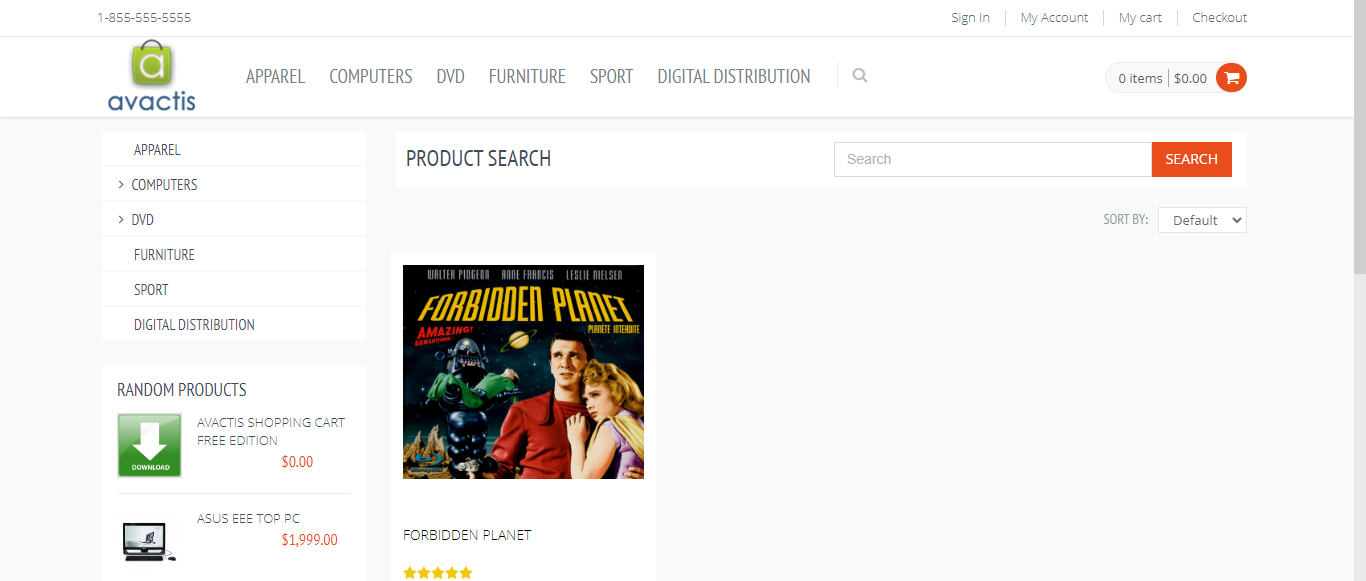 1-855-555-5555
Sign In
My Account
My cart
Checkout
avactis
APPAREL
COMPUTERS
DVD
FURNITURE
SPORT
DIGITAL DISTRIBUTION
0 items
$0.00
APPAREL
COMPUTERS
DVD
FURNITURE
SPORT
DIGITAL DISTRIBUTION
PRODUCT SEARCH
Search
SEARCH
SORT BY:
Default
WALTER PIDGEON ANNE FRANCIS LESLIE NIELSEN
FORBIDDEN PLANET
PLANÈTE INTERDITE
AMAZING!
FORBIDDEN PLANET
RANDOM PRODUCTS
DOWNLOAD
AVACTIS SHOPPING CART
FREE EDITION
$0.00
ASUS EEE TOP PC
$1,999.00